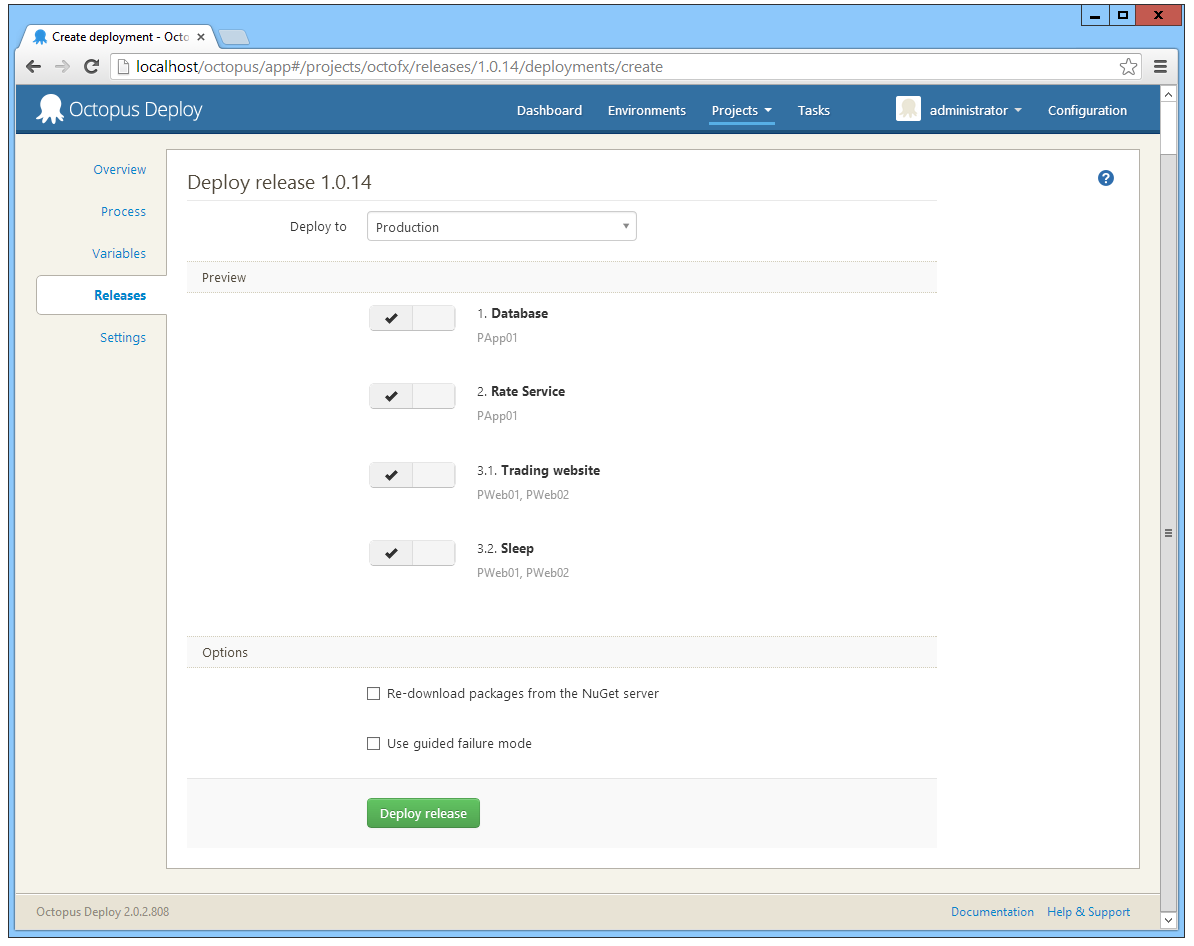 Create deployment - Octo
localhost/octopus/app#/projects/octofx/releases/1.0.14/deployments/create
Octopus Deploy
Dashboard
Environments
Projects
Tasks
administrator
Configuration
Overview
Process
Variables
Releases
Settings
Deploy release 1.0.14
?
Deploy to
Production
Preview
1. Database
PApp01
2. Rate Service
PApp01
3.1. Trading website
PWeb01, PWeb02
3.2. Sleep
PWeb01, PWeb02
Options
Re-download packages from the NuGet server
Use guided failure mode
Deploy release
Octopus Deploy 2.0.2.808
Documentation
Help & Support